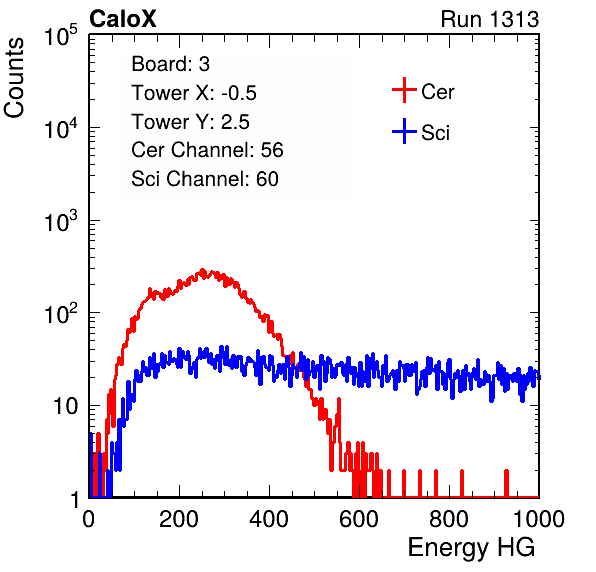 CaloX Run 1313
Counts
10^5
10^4
10^3
10^2
10
1
Board: 3
Tower X: -0.5
Tower Y: 2.5
Cer Channel: 56
Sci Channel: 60
Cer
Sci
0 200 400 600 800 1000
Energy HG